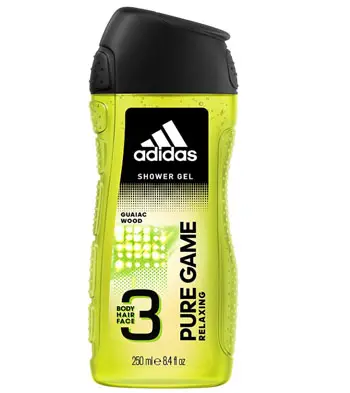 adidas
SHOWER GEL
GUAIAC
WOOD
PURE GAME
RELAXING
3
BODY
HAIR
FACE
250 ml e 8.4 fl oz